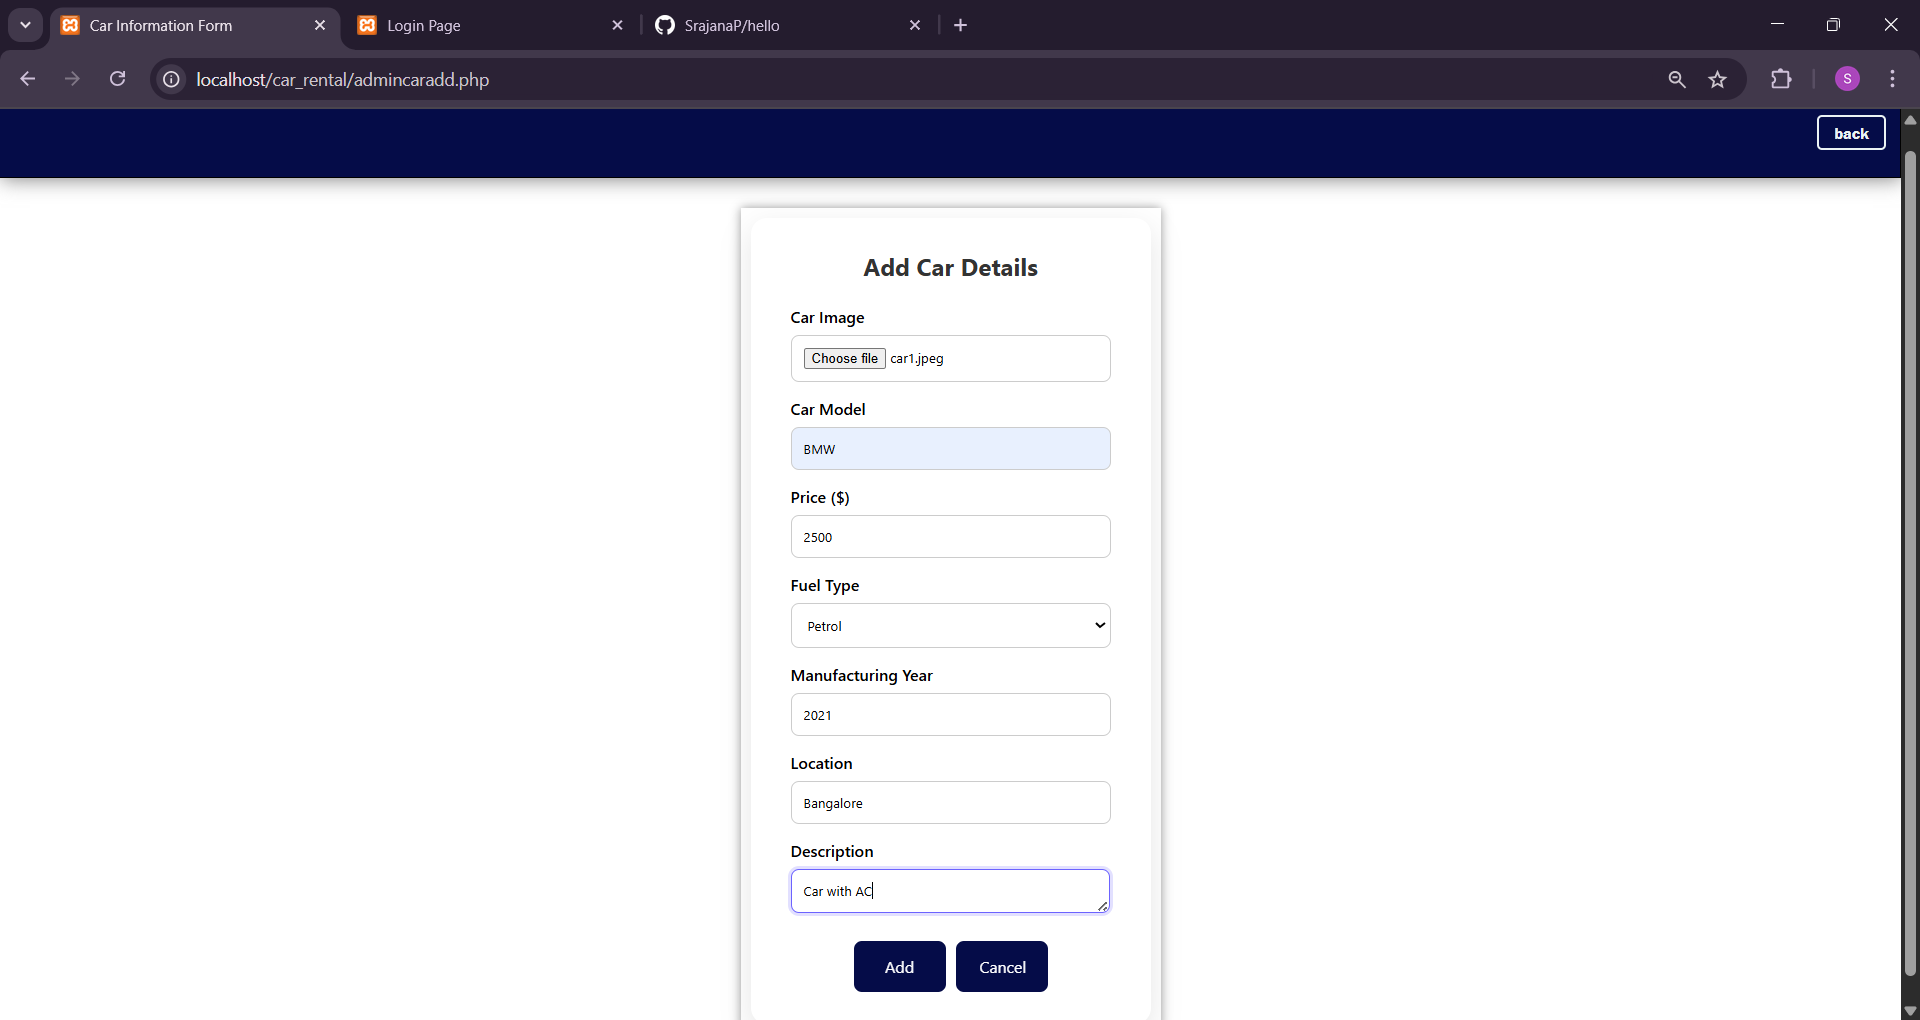 Car Information Form
Login Page
SrajanaP/hello
localhost/car_rental/admincaradd.php
S
back
Add Car Details
Car Image
Choose file car1.jpeg
Car Model
BMW
Price ($)
2500
Fuel Type
Petrol
Manufacturing Year
2021
Location
Bangalore
Description
Car with AC
Add Cancel